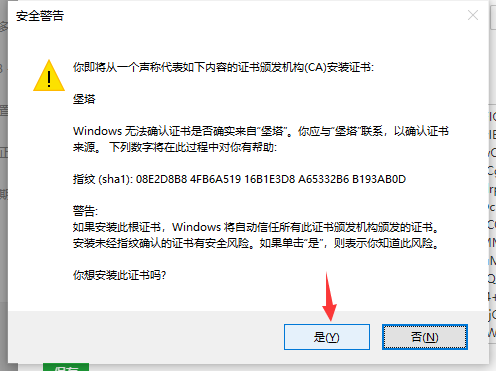 安全警告
你即将从一个声称代表如下内容的证书颁发机构(CA)安装证书:
堡塔
Windows 无法确认证书是否确实来自“堡塔”。你应与“堡塔”联系，以确认证书
来源。 下列数字将在此过程中对你有帮助:
指纹 (sha1): 08E2D8B8 4FB6A519 16B1E3D8 A65332B6 B193AB0D
警告:
如果安装此根证书，Windows 将自动信任所有此证书颁发机构颁发的证书。
安装未经指纹确认的证书有安全风险。如果单击“是”，则表示你知道此风险。
你想安装此证书吗?
是(Y)
否(N)